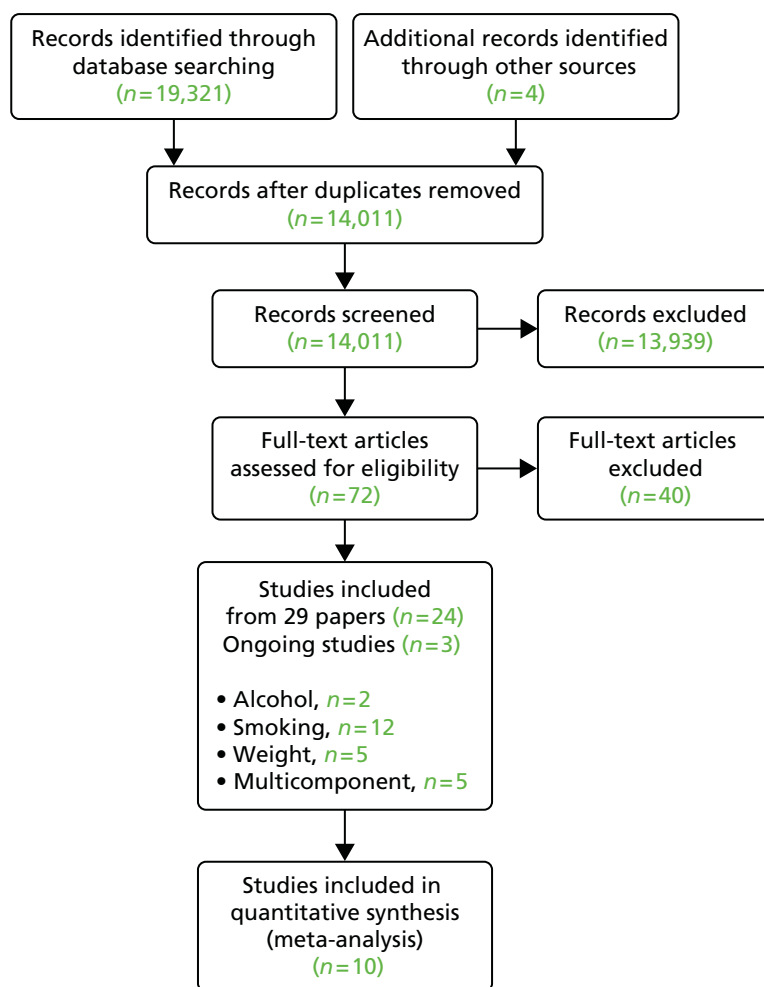 Records identified through
database searching
(n=19,321)
Additional records identified
through other sources
(n=4)
Records after duplicates removed
(n=14,011)
Records screened
(n=14,011)
Records excluded
(n=13,939)
Full-text articles
assessed for eligibility
(n=72)
Full-text articles
excluded
(n=40)
Studies included
from 29 papers (n=24)
Ongoing studies (n=3)
• Alcohol, n=2
• Smoking, n=12
• Weight, n=5
• Multicomponent, n=5
Studies included in
quantitative synthesis
(meta-analysis)
(n=10)